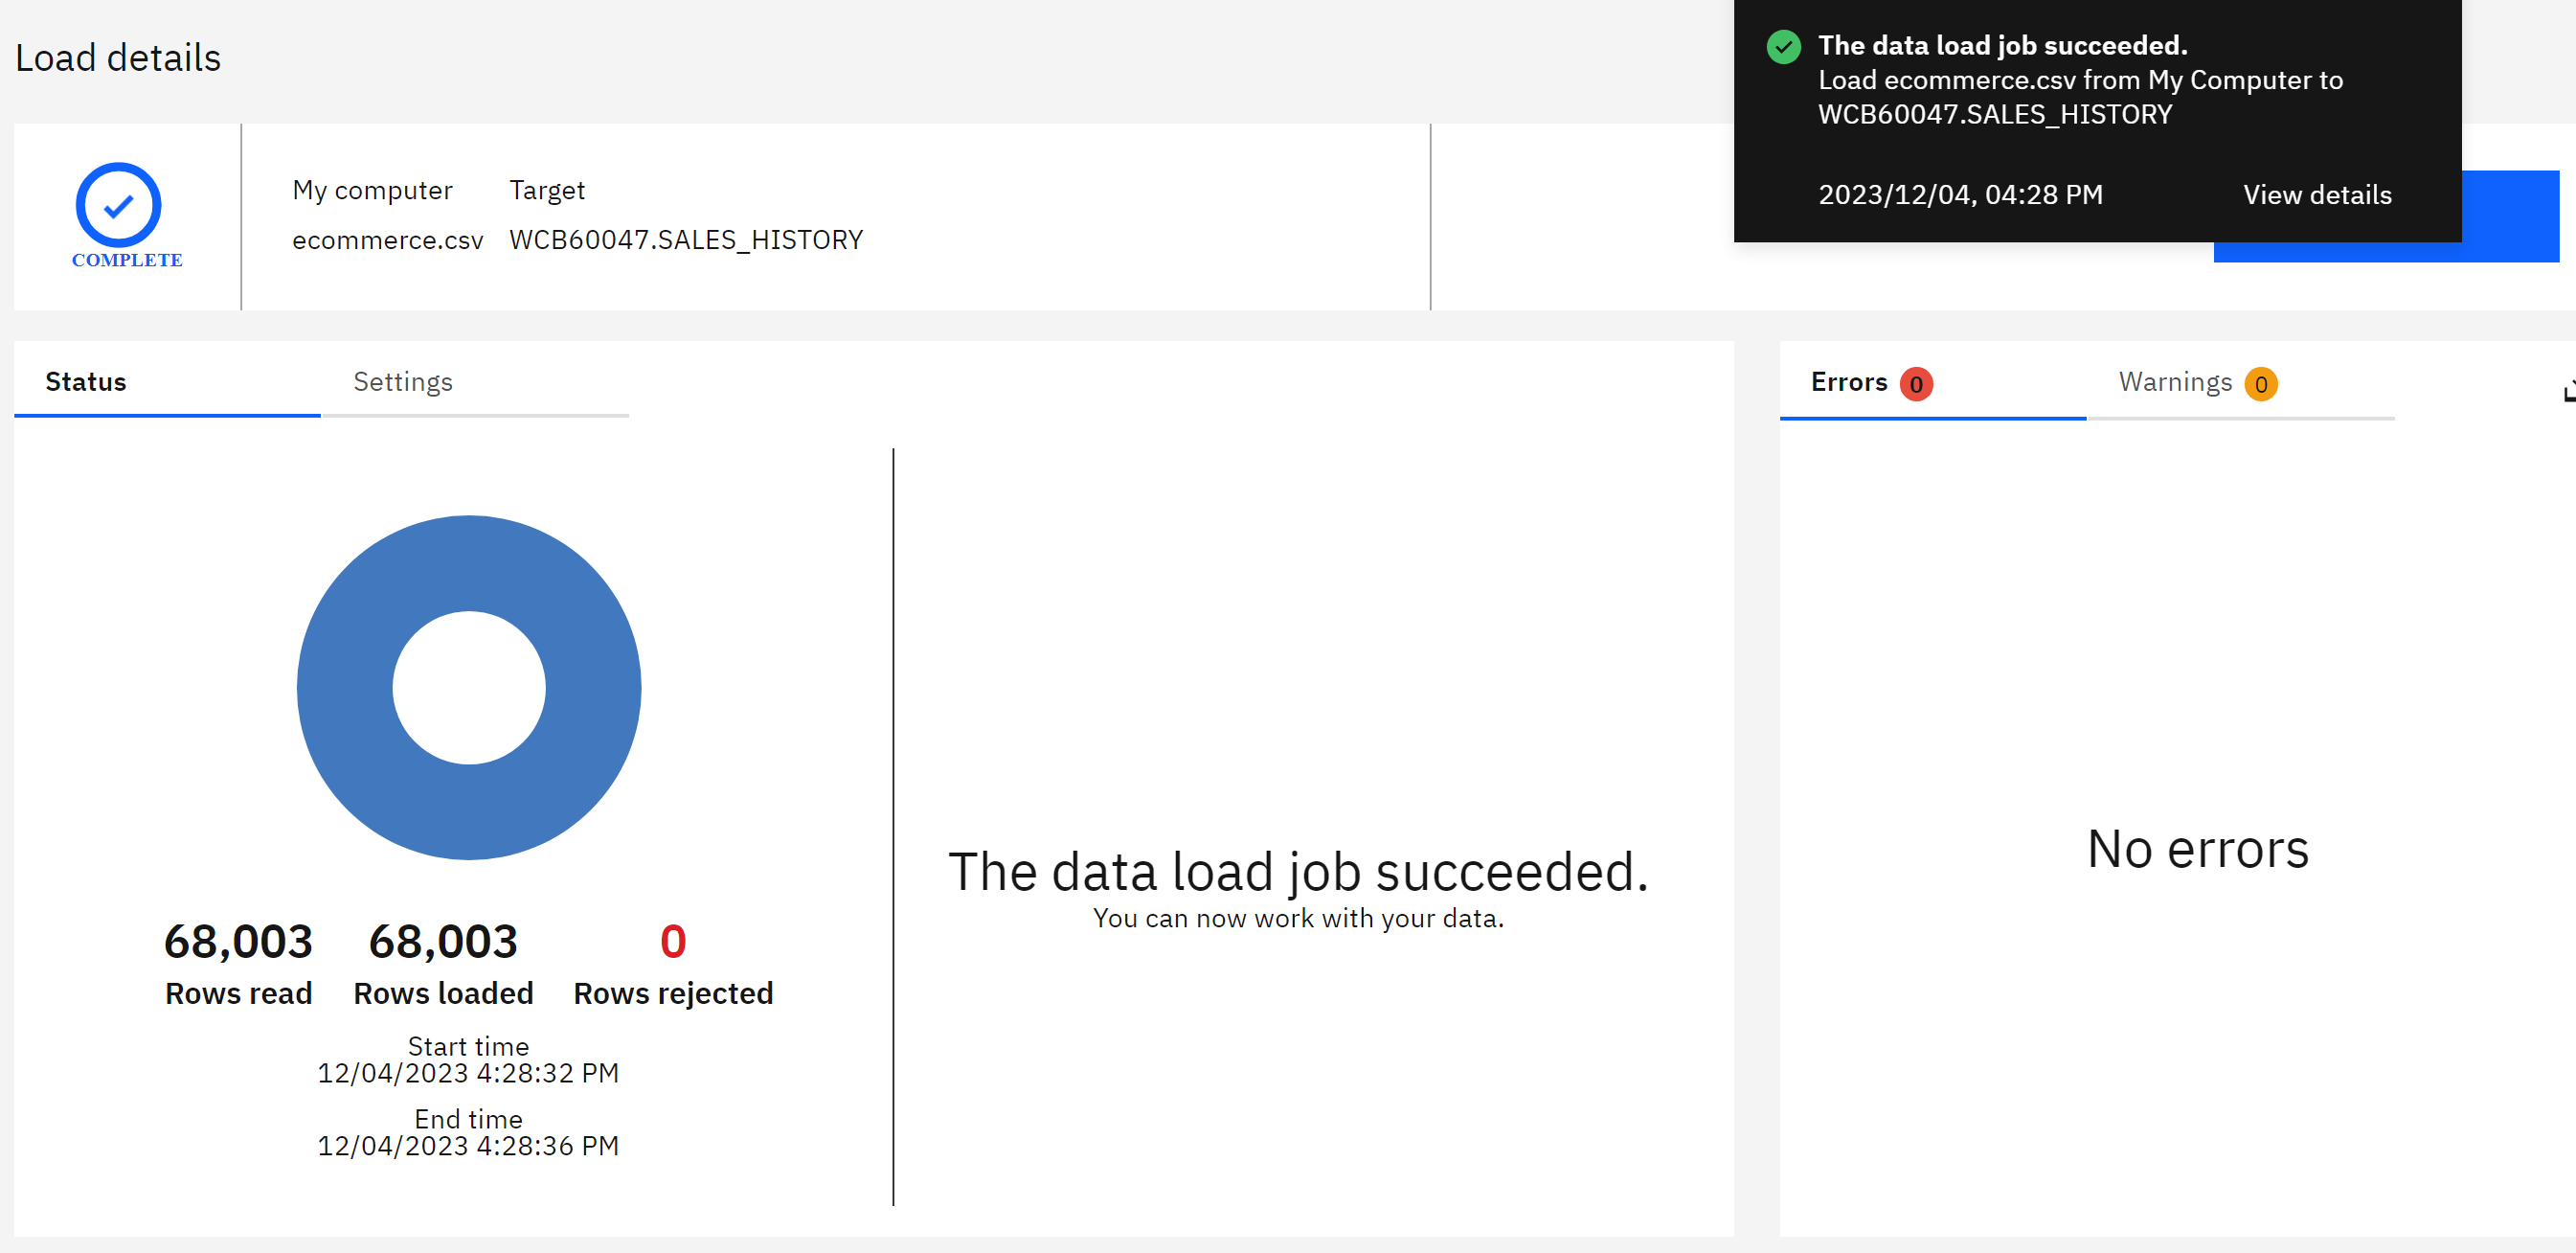 Load details
The data load job succeeded.
Load ecommerce.csv from My Computer to
WCB60047.SALES_HISTORY
2023/12/04, 04:28 PM View details
COMPLETE
My computer Target
ecommerce.csv WCB60047.SALES_HISTORY
Status Settings
68,003 68,003 0
Rows read Rows loaded Rows rejected
Start time
12/04/2023 4:28:32 PM
End time
12/04/2023 4:28:36 PM
The data load job succeeded.
You can now work with your data.
Errors 0 Warnings 0
No errors